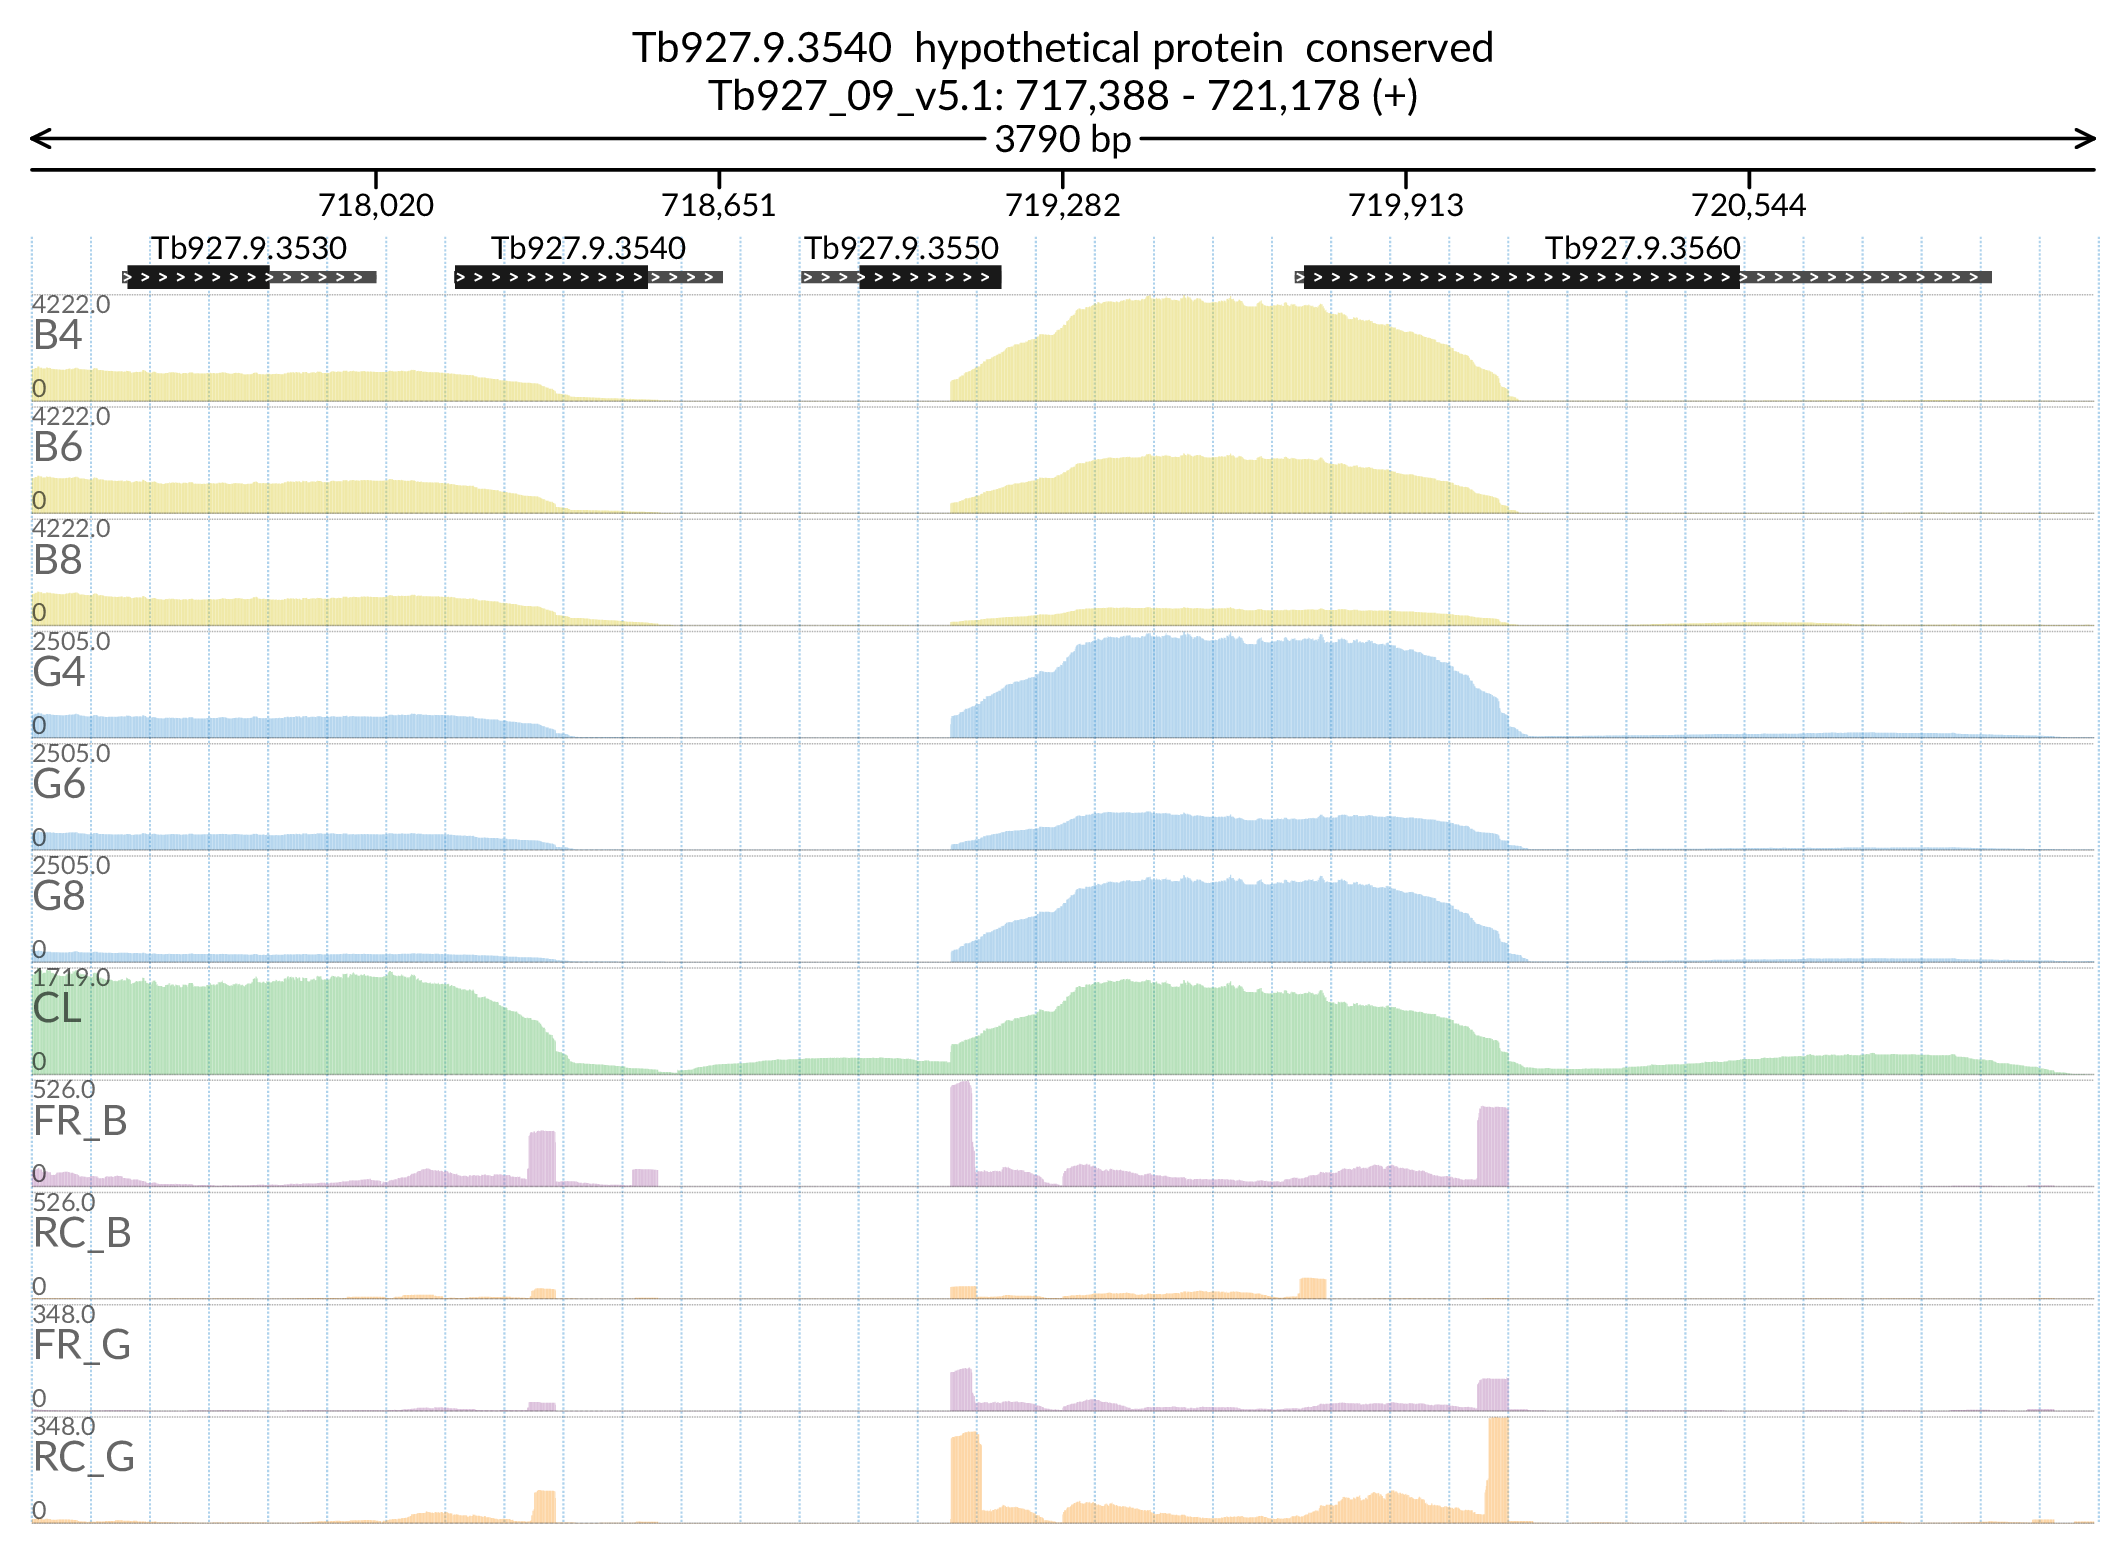 Tb927.9.3540 hypothetical protein conserved
Tb927_09_v5.1: 717,388 - 721,178 (+)
3790 bp
718,020 718,651 719,282 719,913 720,544
Tb927.9.3530 Tb927.9.3540 Tb927.9.3550 Tb927.9.3560
4222.0
B4
0
4222.0
B6
0
4222.0
B8
0
2505.0
G4
0
2505.0
G6
0
2505.0
G8
0
1719.0
CL
0
526.0
FR_B
0
526.0
RC_B
0
348.0
FR_G
0
348.0
RC_G
0